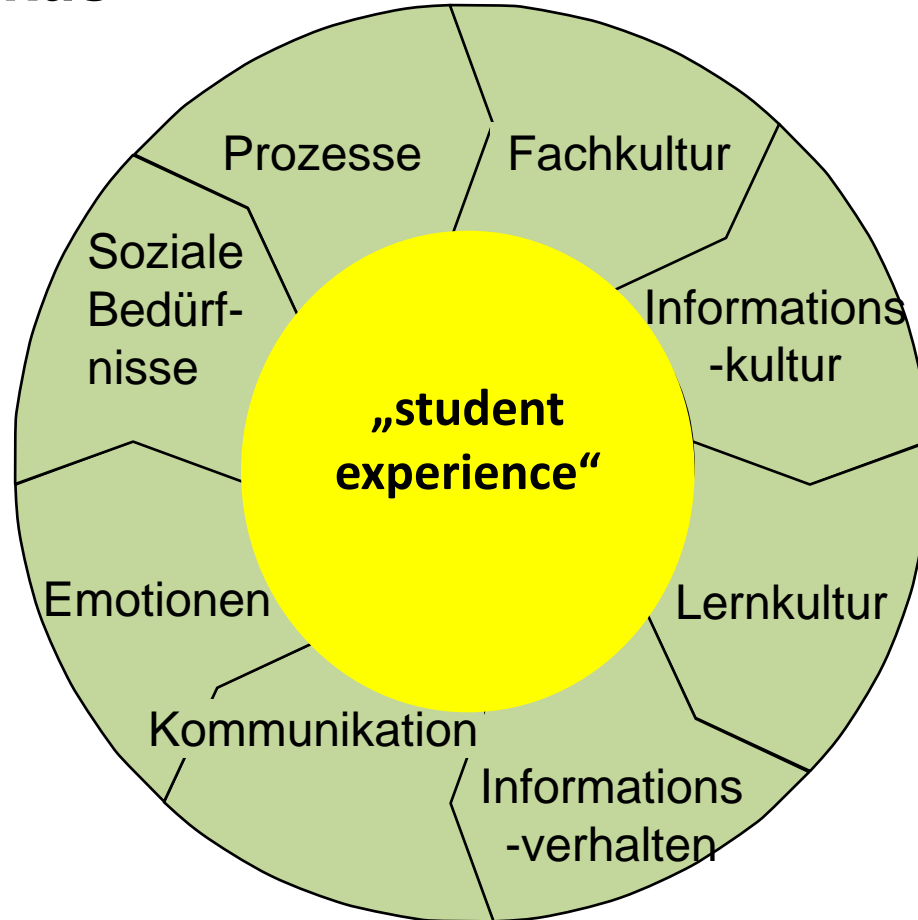 Prozesse
Fachkultur
Soziale
Bedürf-
nisse
Informations
-kultur
„student
experience“
Emotionen
Lernkultur
Kommunikation
Informations
-verhalten